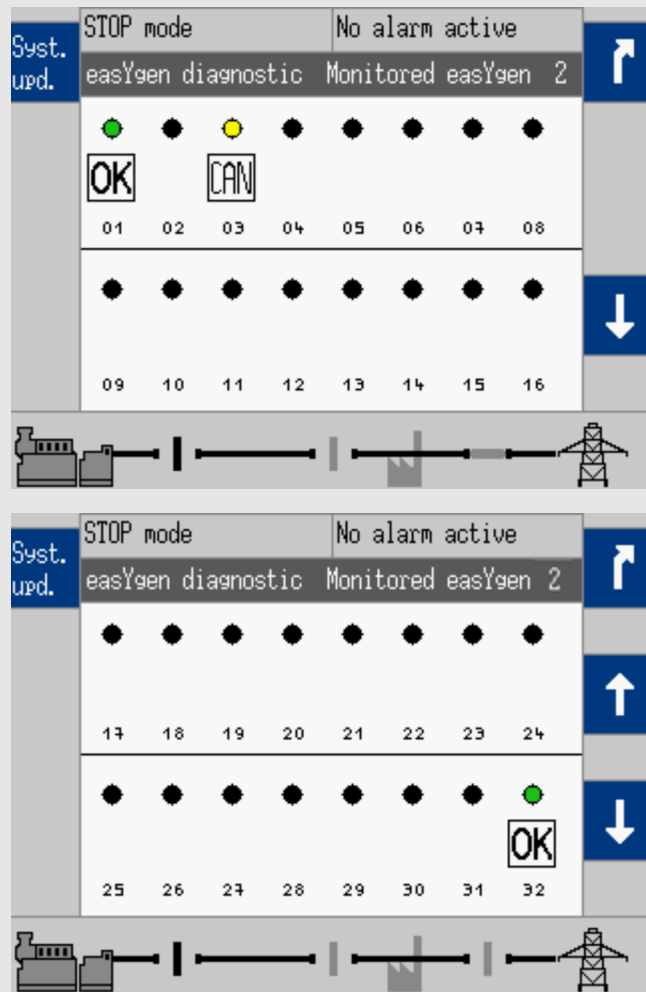 Syst. upd.
STOP mode No alarm active
easYgen diagnostic Monitored easYgen 2
OK CAN
01 02 03 04 05 06 07 08
09 10 11 12 13 14 15 16
Syst. upd.
STOP mode No alarm active
easYgen diagnostic Monitored easYgen 2
17 18 19 20 21 22 23 24
OK
25 26 27 28 29 30 31 32